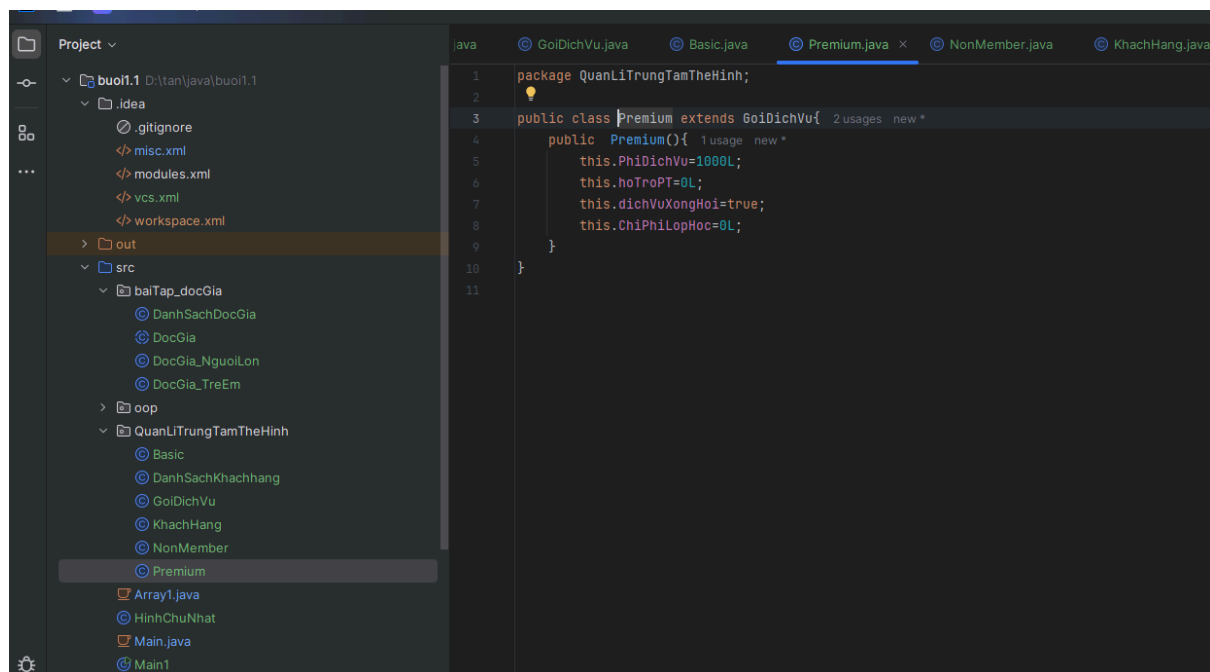 Project
buoi1.1 D:\tan\java\buoi1.1
.idea
.gitignore
misc.xml
modules.xml
vcs.xml
workspace.xml
out
src
baiTap_docGia
DanhSachDocGia
DocGia
DocGia_NguoiLon
DocGia_TreEm
oop
QuanLiTrungTamTheHinh
Basic
DanhSachKhachhang
GoiDichVu
KhachHang
NonMember
Premium
Array1.java
HinhChuNhat
Main.java
Main1
java GoiDichVu.java Basic.java Premium.java NonMember.java KhachHang.java
1 package QuanLiTrungTamTheHinh;
2
3 public class Premium extends GoiDichVu{ 2 usages new *
4 public Premium(){ 1 usage new *
5 this.PhiDichVu=1000L;
6 this.hoTroPT=0L;
7 this.dichVuXongHoi=true;
8 this.ChiPhiLopHoc=0L;
9 }
10 }
11